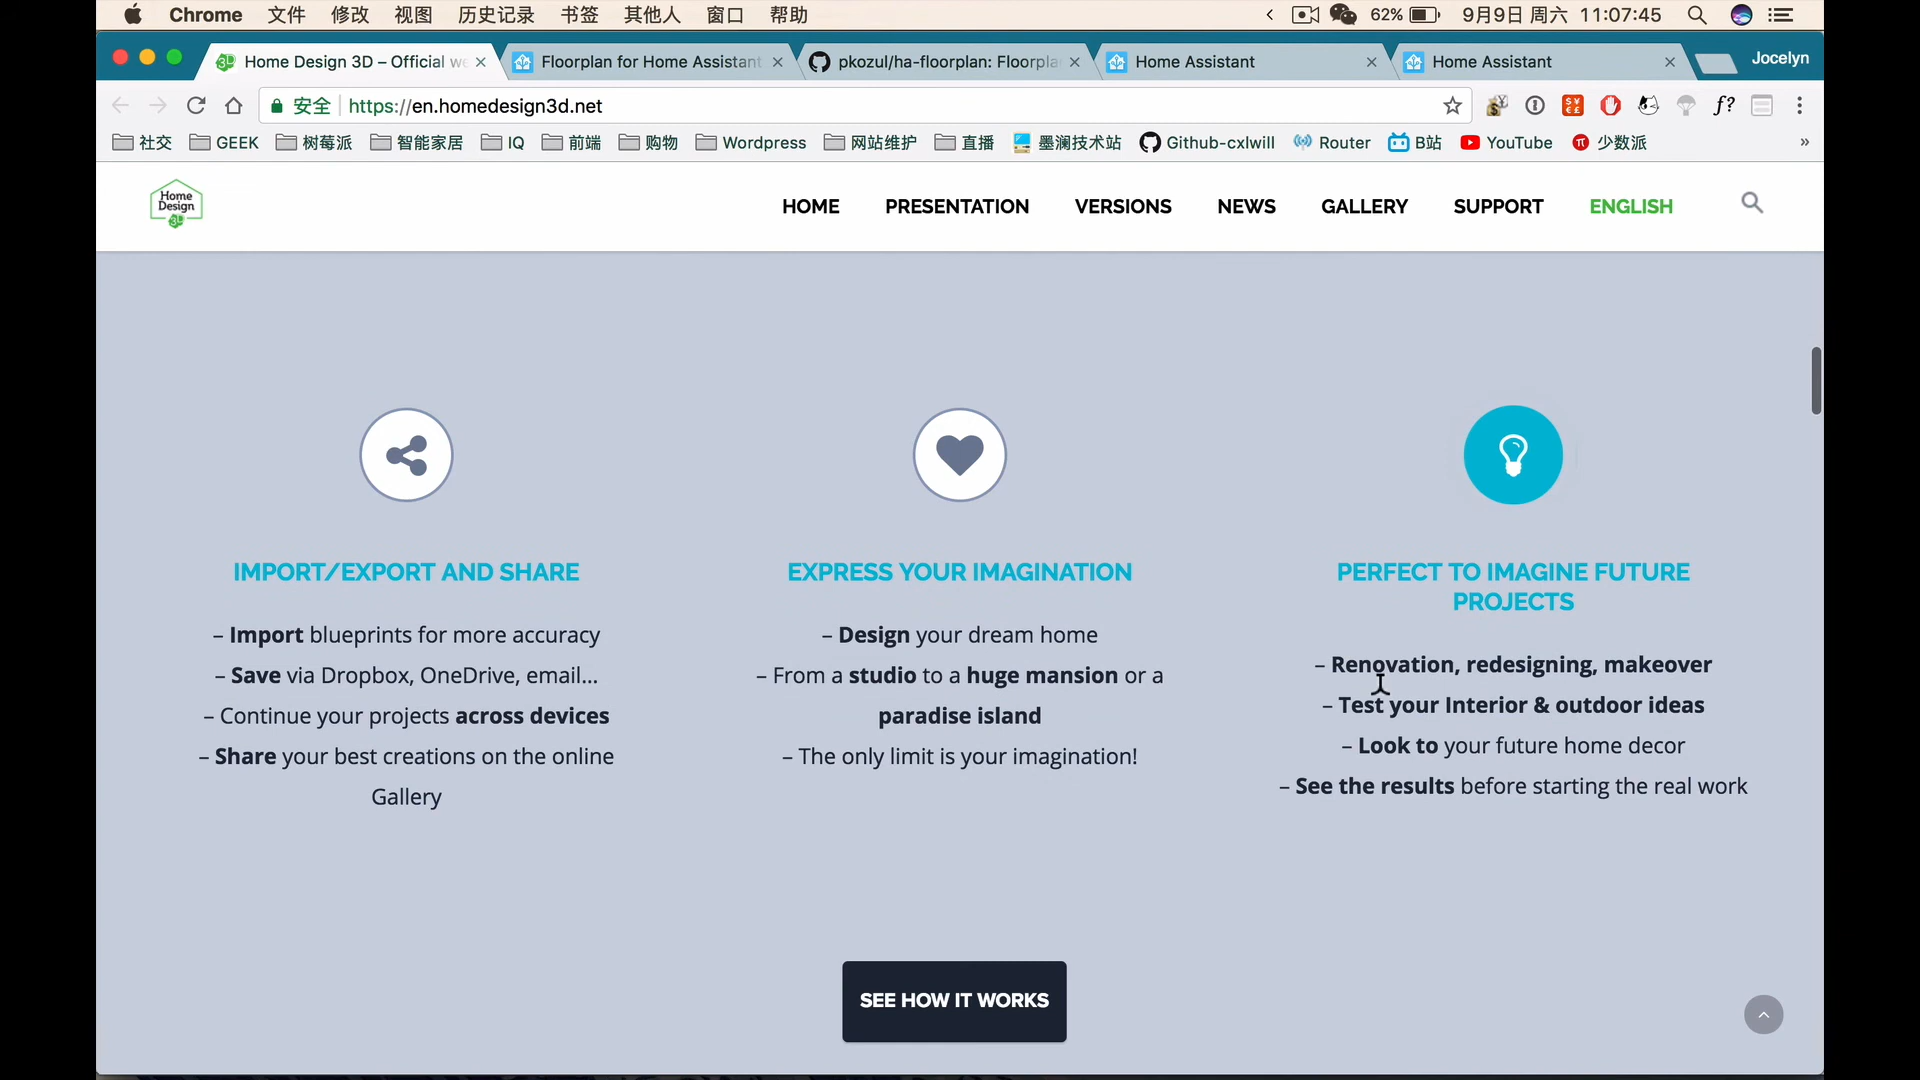 Chrome 文件 修改 视图 历史记录 书签 其他人 窗口 帮助 62% 9月9日 周六 11:07:45
Home Design 3D – Official we Floorplan for Home Assistant pkozul/ha-floorplan: Floorpla Home Assistant Home Assistant Jocelyn
安全 https://en.homedesign3d.net
社交 GEEK 树莓派 智能家居 IQ 前端 购物 Wordpress 网站维护 直播 墨澜技术站 Github-cxlwill Router B站 YouTube 少数派 »
Home
Design
3D
HOME PRESENTATION VERSIONS NEWS GALLERY SUPPORT ENGLISH
IMPORT/EXPORT AND SHARE
– Import blueprints for more accuracy
– Save via Dropbox, OneDrive, email...
– Continue your projects across devices
– Share your best creations on the online
Gallery
EXPRESS YOUR IMAGINATION
– Design your dream home
– From a studio to a huge mansion or a
paradise island
– The only limit is your imagination!
PERFECT TO IMAGINE FUTURE
PROJECTS
– Renovation, redesigning, makeover
– Test your Interior & outdoor ideas
– Look to your future home decor
– See the results before starting the real work
SEE HOW IT WORKS